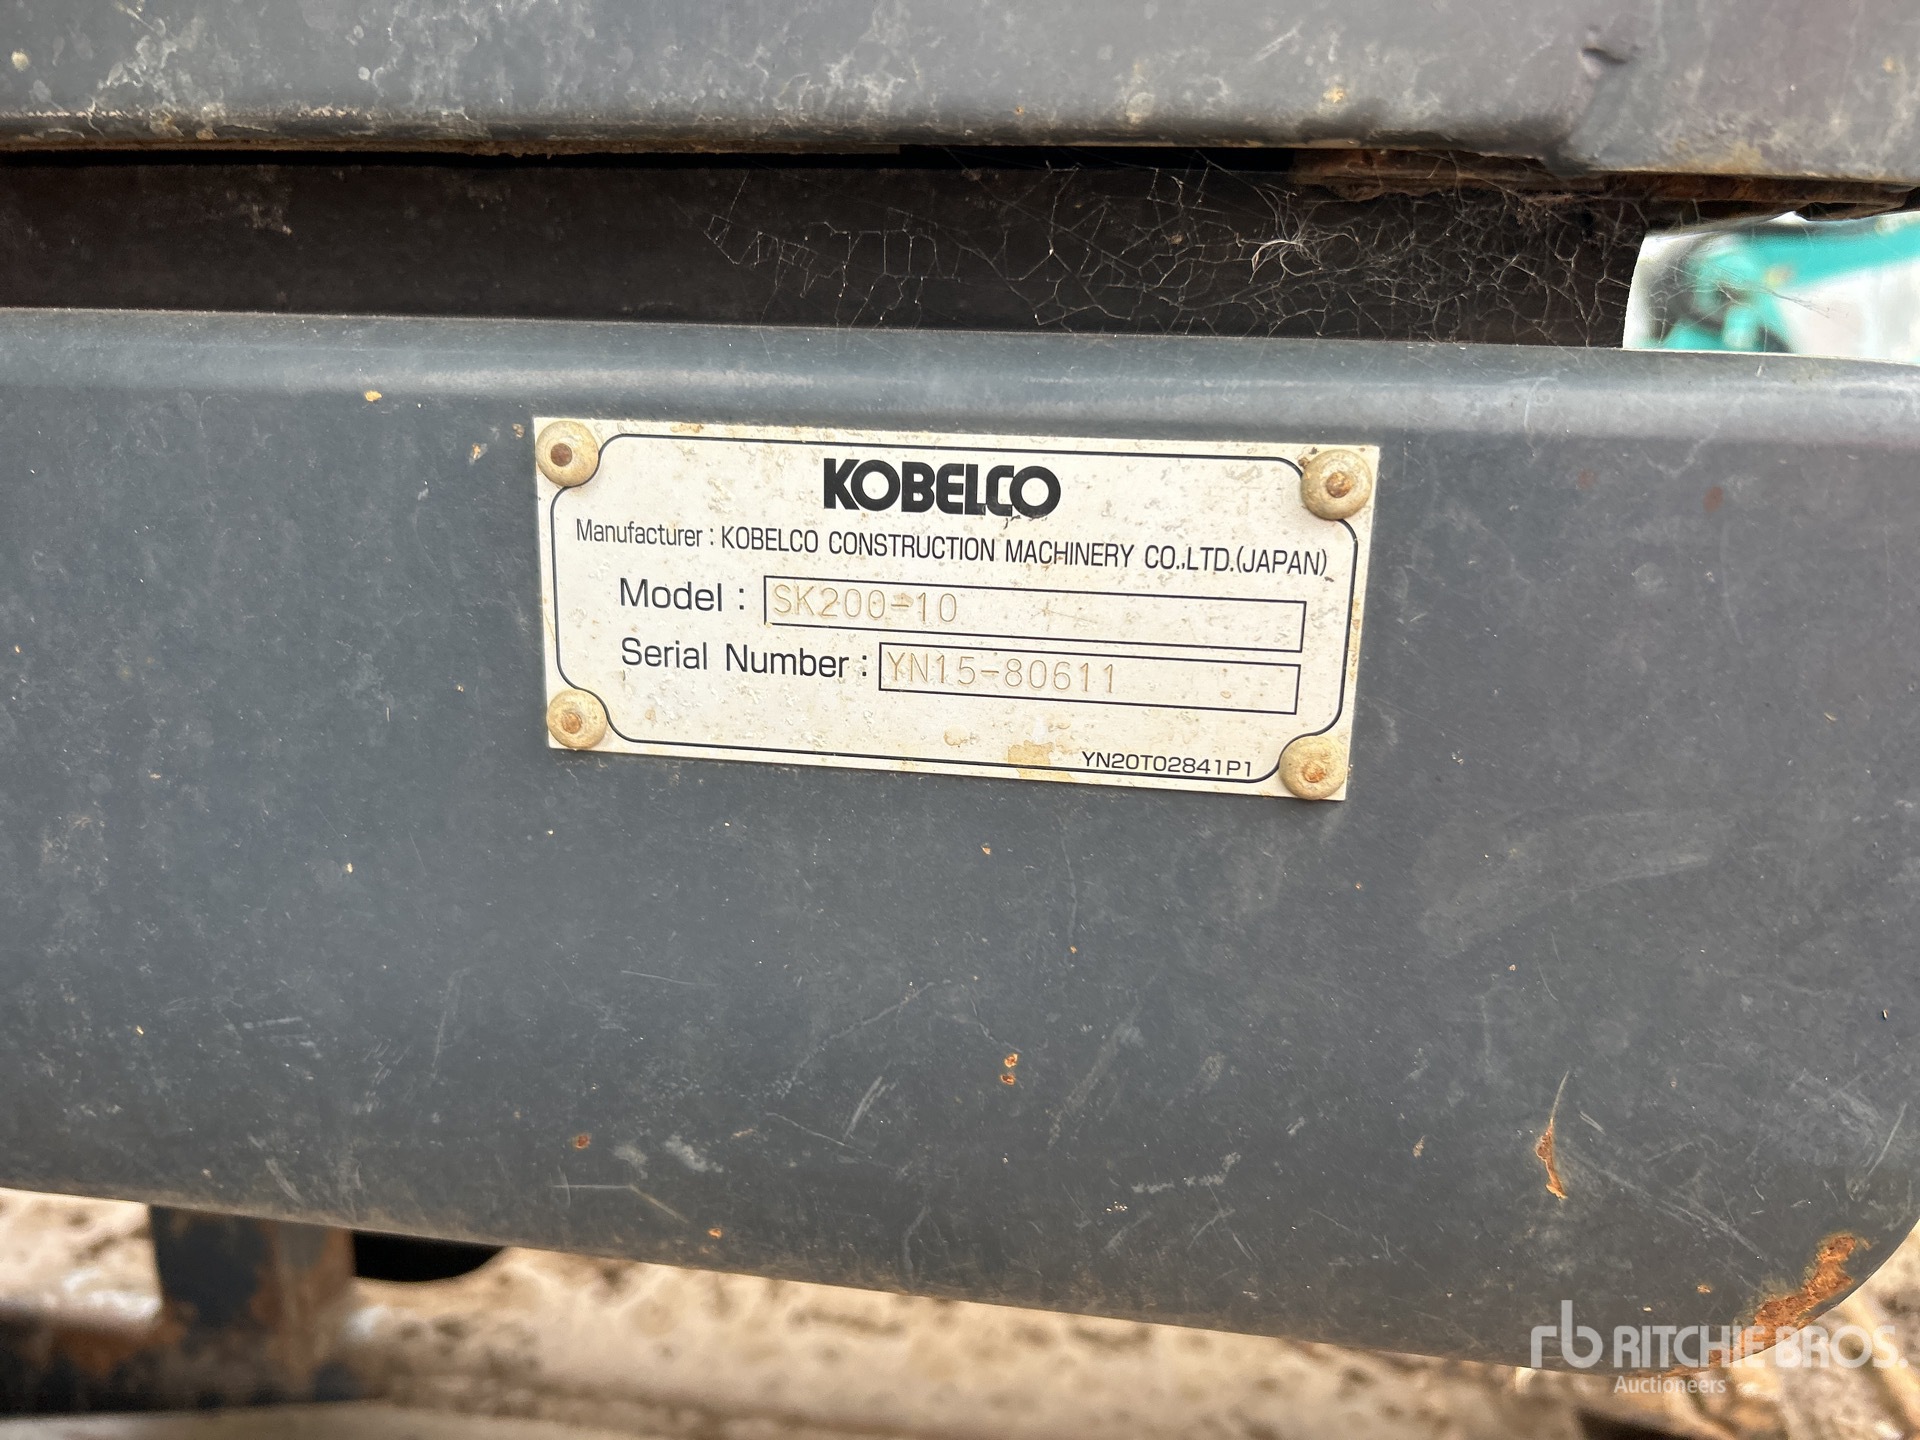 KOBELCO
Manufacturer : KOBELCO CONSTRUCTION MACHINERY CO.,LTD.(JAPAN)
Model : SK200-10
Serial Number : YN15-80611
YN20T02841P1
rb RITCHIE BROS.
Auctioneers